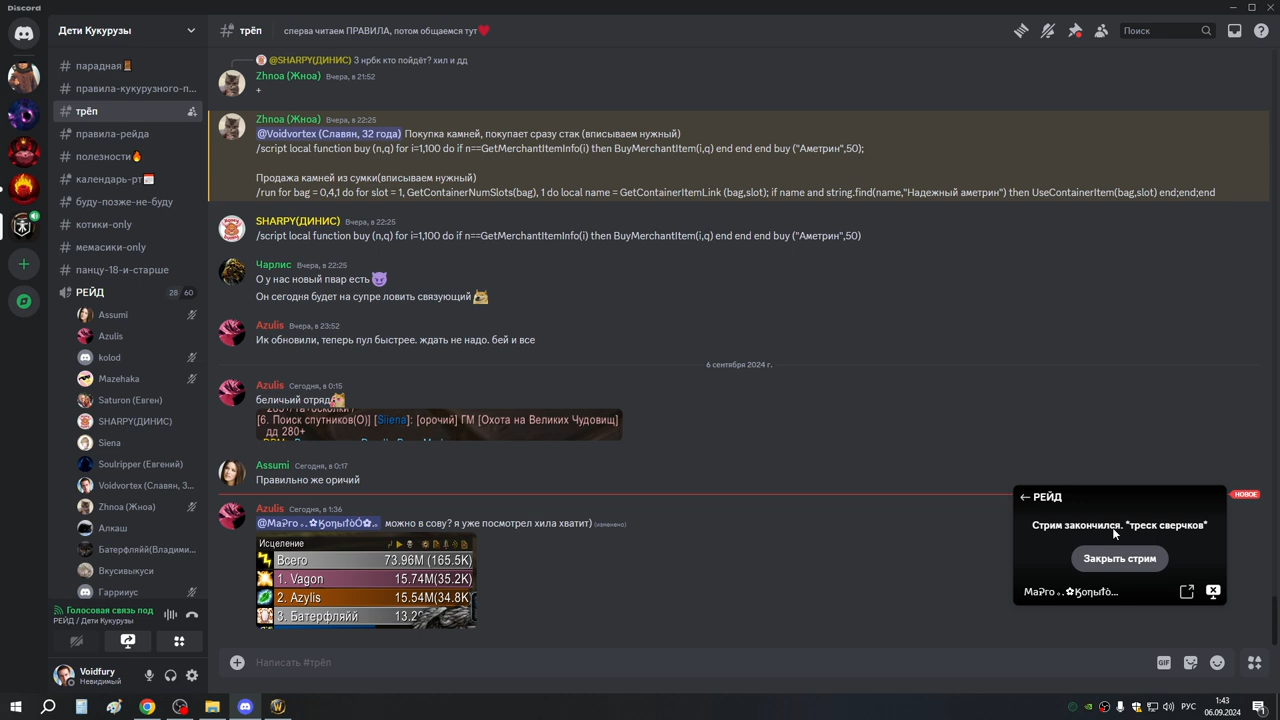 Discord
Дети Кукурузы
трёп
сперва читаем ПРАВИЛА, потом общаемся тут❤
Поиск
парадная
правила-кукурузного-п...
трёп
правила-рейда
полезности🔥
календарь-рт📅
буду-позже-не-буду
котики-only
мемасики-only
панцу-18-и-старше
РЕЙД
28 60
Assumi
Azulis
kolod
Mazehaka
Saturon (Евген)
SHARPY(ДИНИС)
Siena
Soulripper (Евгений)
Voidvortex (Славян, 3...
Zhnoa (Жноа)
Алкаш
Батерфляйй(Владими...
Вкусивыкуси
Гарриус
Голосовая связь под
РЕЙД / Дети Кукурузы
Voidfury
Невидимый
@SHARPY(ДИНИС) 3 нрбк кто пойдёт? хил и дд
Zhnoa (Жноа) Вчера, в 21:52
+
Zhnoa (Жноа) Вчера, в 22:25
@Voidvortex (Славян, 32 года) Покупка камней, покупает сразу стак (вписываем нужный)
/script local function buy (n,q) for i=1,100 do if n==GetMerchantItemInfo(i) then BuyMerchantItem(i,q) end end end buy ("Аметрин",50);
Продажа камней из сумки(вписываем нужный)
/run for bag = 0,4,1 do for slot = 1, GetContainerNumSlots(bag), 1 do local name = GetContainerItemLink (bag,slot); if name and string.find(name,"Надежный аметрин") then UseContainerItem(bag,slot) end;end;end
SHARPY(ДИНИС) Вчера, в 22:25
/script local function buy (n,q) for i=1,100 do if n==GetMerchantItemInfo(i) then BuyMerchantItem(i,q) end end end buy ("Аметрин",50)
Чарлис Вчера, в 22:25
О у нас новый пвар есть 😈
Он сегодня будет на супре ловить связующий
Azulis Вчера, в 23:52
Ик обновили, теперь пул быстрее. ждать не надо. бей и все
6 сентября 2024 г.
Azulis Сегодня, в 0:15
беличьий отряд
[6. Поиск спутников(О)] [Siiena]: [орочий] ГМ [Охота на Великих Чудовищ]
дд 280+
Assumi Сегодня, в 0:17
Правильно же оричий
НОВОЕ
Azulis Сегодня, в 1:36
можно в сову? я уже посмотрел хила хватит) (изменено)
Исцеление
Всего 73.96M (165.5K)
1. Vagon 15.74M(35.2K)
2. Azylis 15.54M(34.8K
3. Батерфляйй 13.2
РЕЙД
Стрим закончился. *треск сверчков*
Закрыть стрим
Написать #трёп
GIF
РУС
1:43
06.09.2024